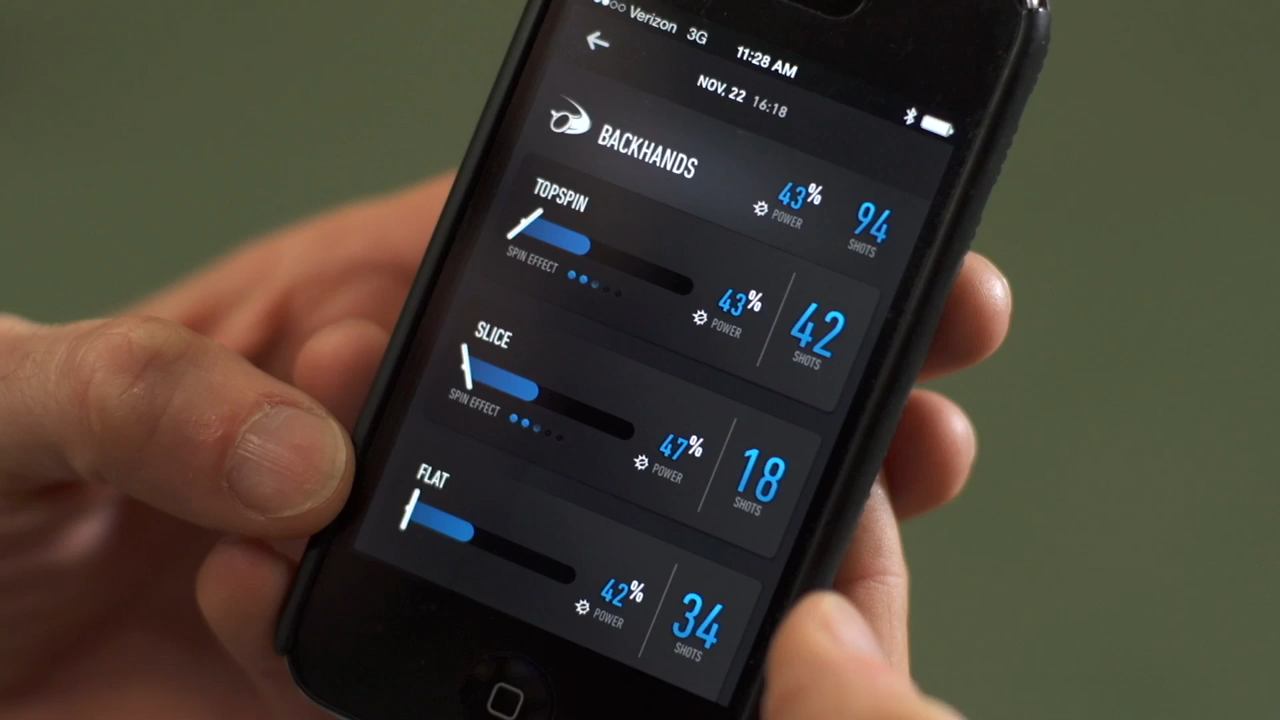 Verizon 3G 11:28 AM
NOV. 22 16:18
BACKHANDS
43% POWER
94 SHOTS
TOPSPIN
SPIN EFFECT
43% POWER
42 SHOTS
SLICE
SPIN EFFECT
47% POWER
18 SHOTS
FLAT
42% POWER
34 SHOTS